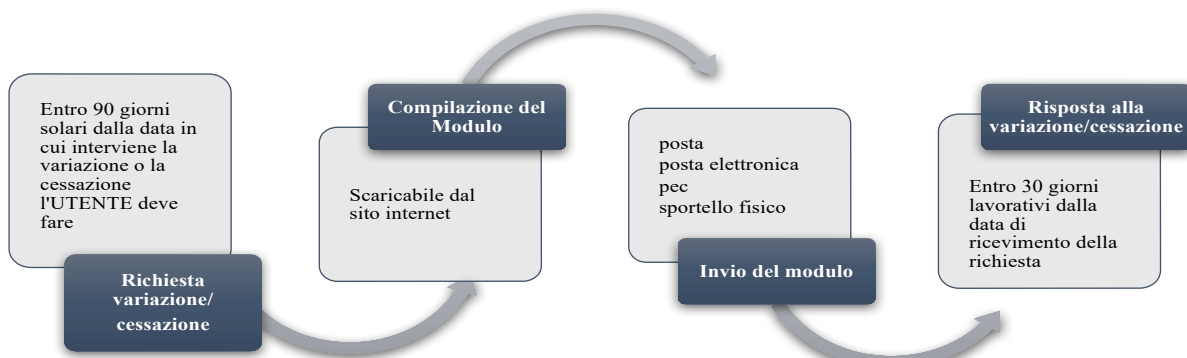 Entro 90 giorni
solari dalla data in
cui interviene la
variazione o la
cessazione
l'UTENTE deve
fare
Richiesta
variazione/
cessazione
Compilazione del
Modulo
Scaricabile dal
sito internet
posta
posta elettronica
pec
sportello fisico
Invio del modulo
Risposta alla
variazione/cessazione
Entro 30 giorni
lavorativi dalla
data di
ricevimento della
richiesta